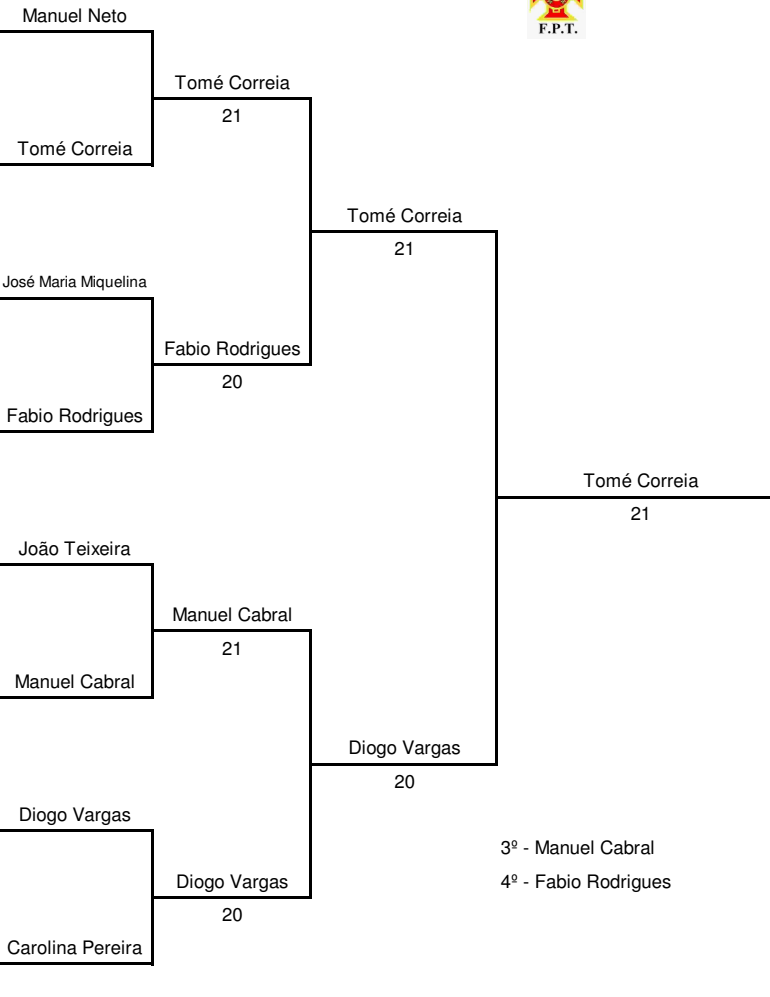 Manuel Neto
F.P.T.
Tomé Correia
21
Tomé Correia
Tomé Correia
21
José Maria Miquelina
Fabio Rodrigues
20
Fabio Rodrigues
Tomé Correia
21
João Teixeira
Manuel Cabral
21
Manuel Cabral
Diogo Vargas
20
Diogo Vargas
3º - Manuel Cabral
Diogo Vargas
4º - Fabio Rodrigues
20
Carolina Pereira